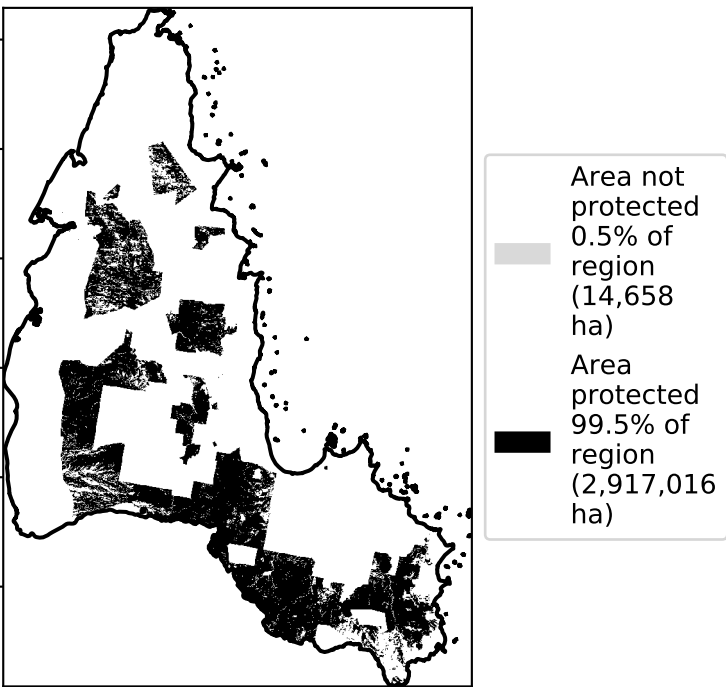 Area not
protected
0.5% of
region
(14,658
ha)
Area
protected
99.5% of
region
(2,917,016
ha)